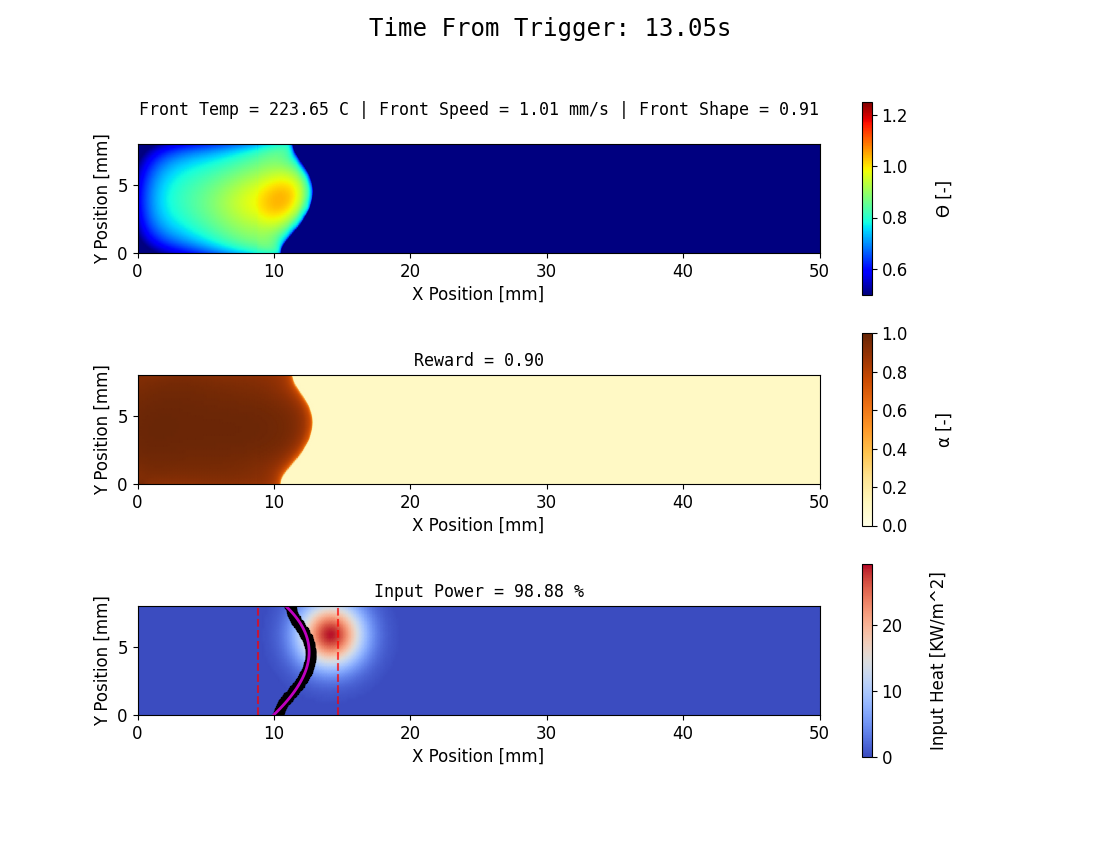 Time From Trigger: 13.05s
Front Temp = 223.65 C | Front Speed = 1.01 mm/s | Front Shape = 0.91
Y Position [mm]
5
0
0 10 20 30 40 50
X Position [mm]
1.2
1.0
0.8
0.6
Θ [-]
Reward = 0.90
Y Position [mm]
5
0
0 10 20 30 40 50
X Position [mm]
1.0
0.8
0.6
0.4
0.2
0.0
α [-]
Input Power = 98.88 %
Y Position [mm]
5
0
0 10 20 30 40 50
X Position [mm]
20
10
0
Input Heat [KW/m^2]